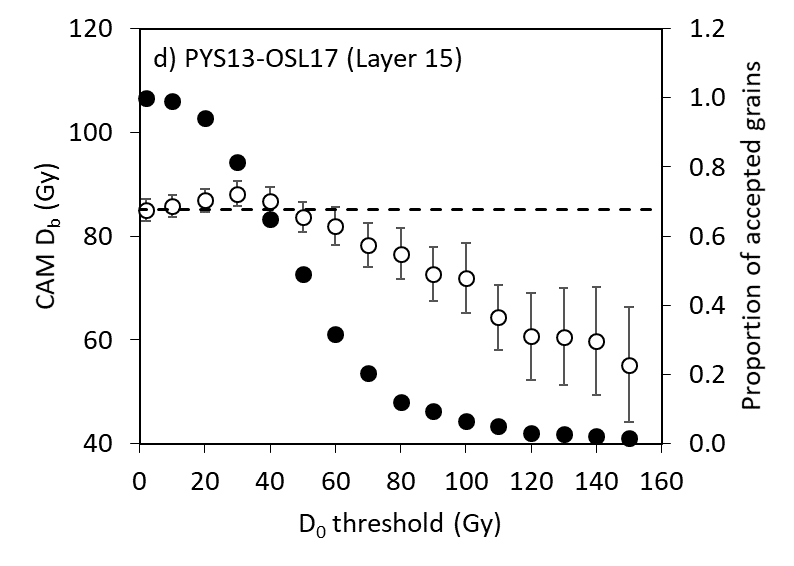 d) PYS13-OSL17 (Layer 15)
120
100
80
60
40
CAM Db (Gy)
1.2
1.0
0.8
0.6
0.4
0.2
0.0
Proportion of accepted grains
0 20 40 60 80 100 120 140 160
D0 threshold (Gy)